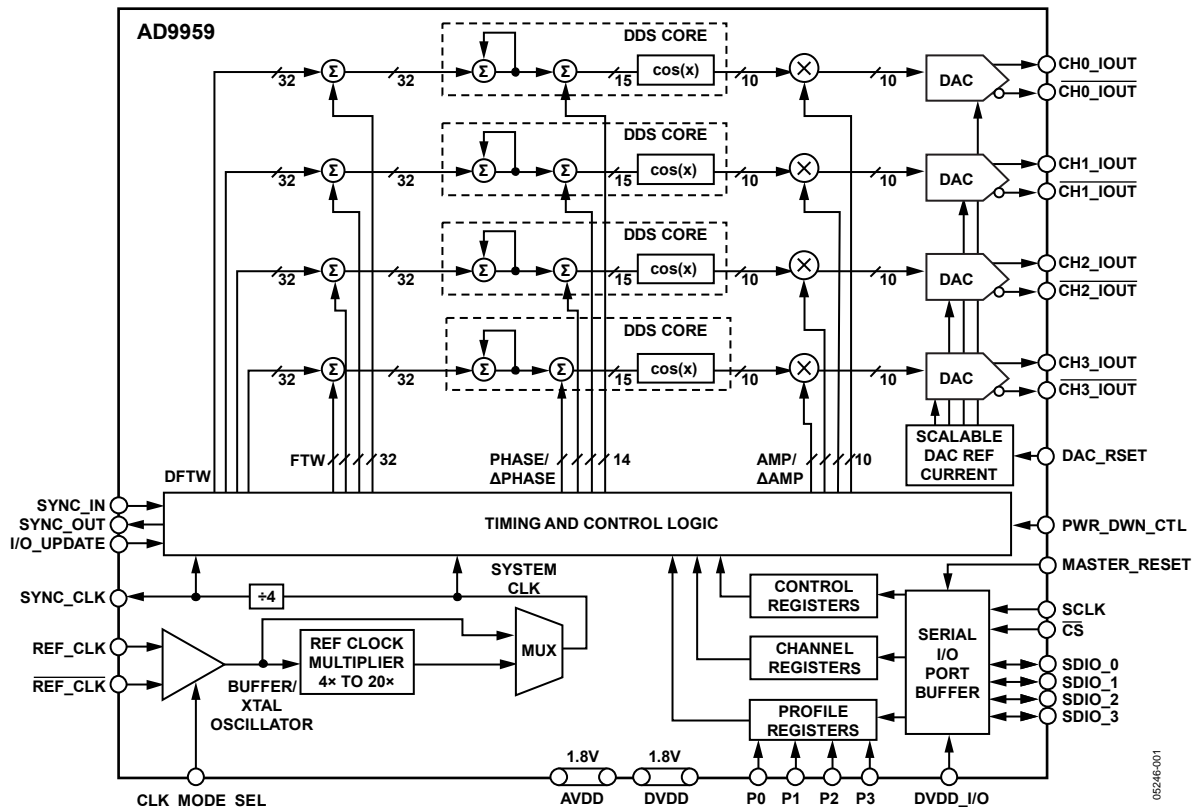 AD9959
DDS CORE
32
Σ
32
Σ
Σ
15
cos(x)
10
×
10
DAC
CH0_IOUT
CH0_IOUT
DDS CORE
32
Σ
32
Σ
Σ
15
cos(x)
10
×
10
DAC
CH1_IOUT
CH1_IOUT
DDS CORE
32
Σ
32
Σ
Σ
15
cos(x)
10
×
10
DAC
CH2_IOUT
CH2_IOUT
DDS CORE
32
Σ
32
Σ
Σ
15
cos(x)
10
×
10
DAC
CH3_IOUT
CH3_IOUT
DFTW
FTW
32
PHASE/
ΔPHASE
14
AMP/
ΔAMP
10
SCALABLE
DAC REF
CURRENT
DAC_RSET
SYNC_IN
SYNC_OUT
I/O_UPDATE
TIMING AND CONTROL LOGIC
PWR_DWN_CTL
MASTER_RESET
SYNC_CLK
÷4
SYSTEM
CLK
REF_CLK
REF_CLK
BUFFER/
XTAL
OSCILLATOR
REF CLOCK
MULTIPLIER
4× TO 20×
MUX
CONTROL
REGISTERS
CHANNEL
REGISTERS
PROFILE
REGISTERS
SERIAL
I/O
PORT
BUFFER
SCLK
CS
SDIO_0
SDIO_1
SDIO_2
SDIO_3
CLK_MODE_SEL
1.8V
AVDD
1.8V
DVDD
P0
P1
P2
P3
DVDD_I/O
05246-001